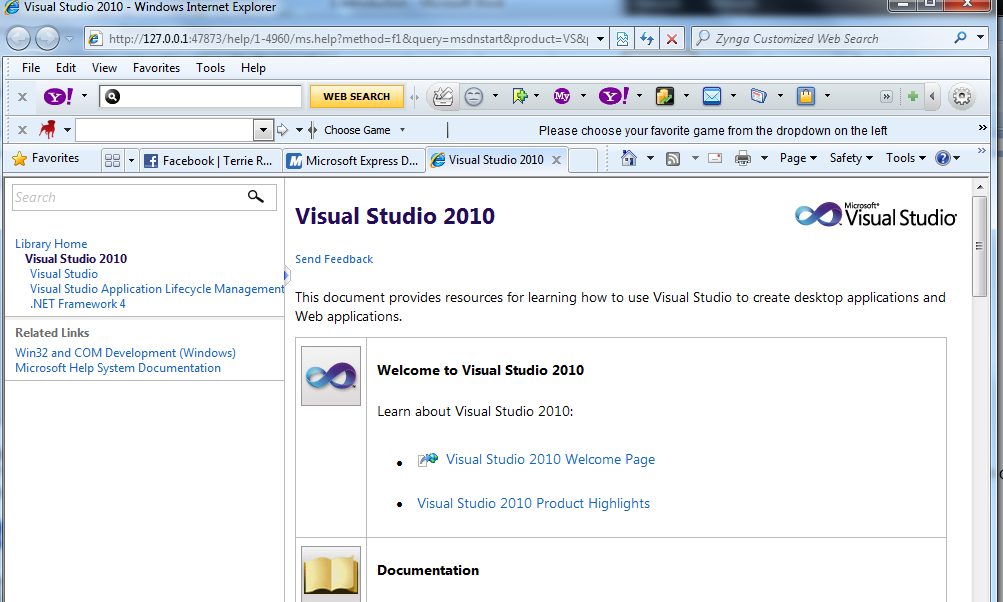 Visual Studio 2010 - Windows Internet Explorer
http://127.0.0.1:47873/help/1-4960/ms.help?method=f1&query=msdnstart&product=VS&
Zynga Customized Web Search
File Edit View Favorites Tools Help
x Y! WEB SEARCH My Y! »
x Choose Game Please choose your favorite game from the dropdown on the left »
Favorites Facebook | Terrie R... Microsoft Express D... Visual Studio 2010 x Page Safety Tools »
Search
Library Home
Visual Studio 2010
Visual Studio
Visual Studio Application Lifecycle Management
.NET Framework 4
Related Links
Win32 and COM Development (Windows)
Microsoft Help System Documentation
Visual Studio 2010
Microsoft®
Visual Studio
Send Feedback
This document provides resources for learning how to use Visual Studio to create desktop applications and
Web applications.
Welcome to Visual Studio 2010
Learn about Visual Studio 2010:
• Visual Studio 2010 Welcome Page
• Visual Studio 2010 Product Highlights
Documentation